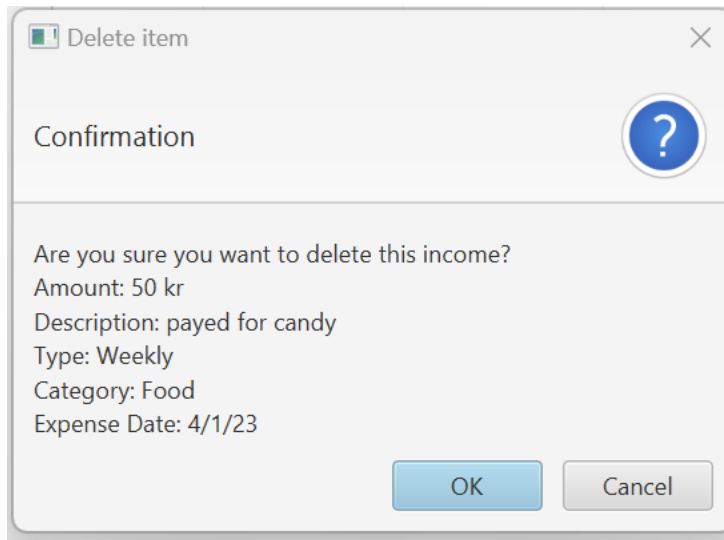 Delete item
Confirmation
?
Are you sure you want to delete this income?
Amount: 50 kr
Description: payed for candy
Type: Weekly
Category: Food
Expense Date: 4/1/23
OK
Cancel